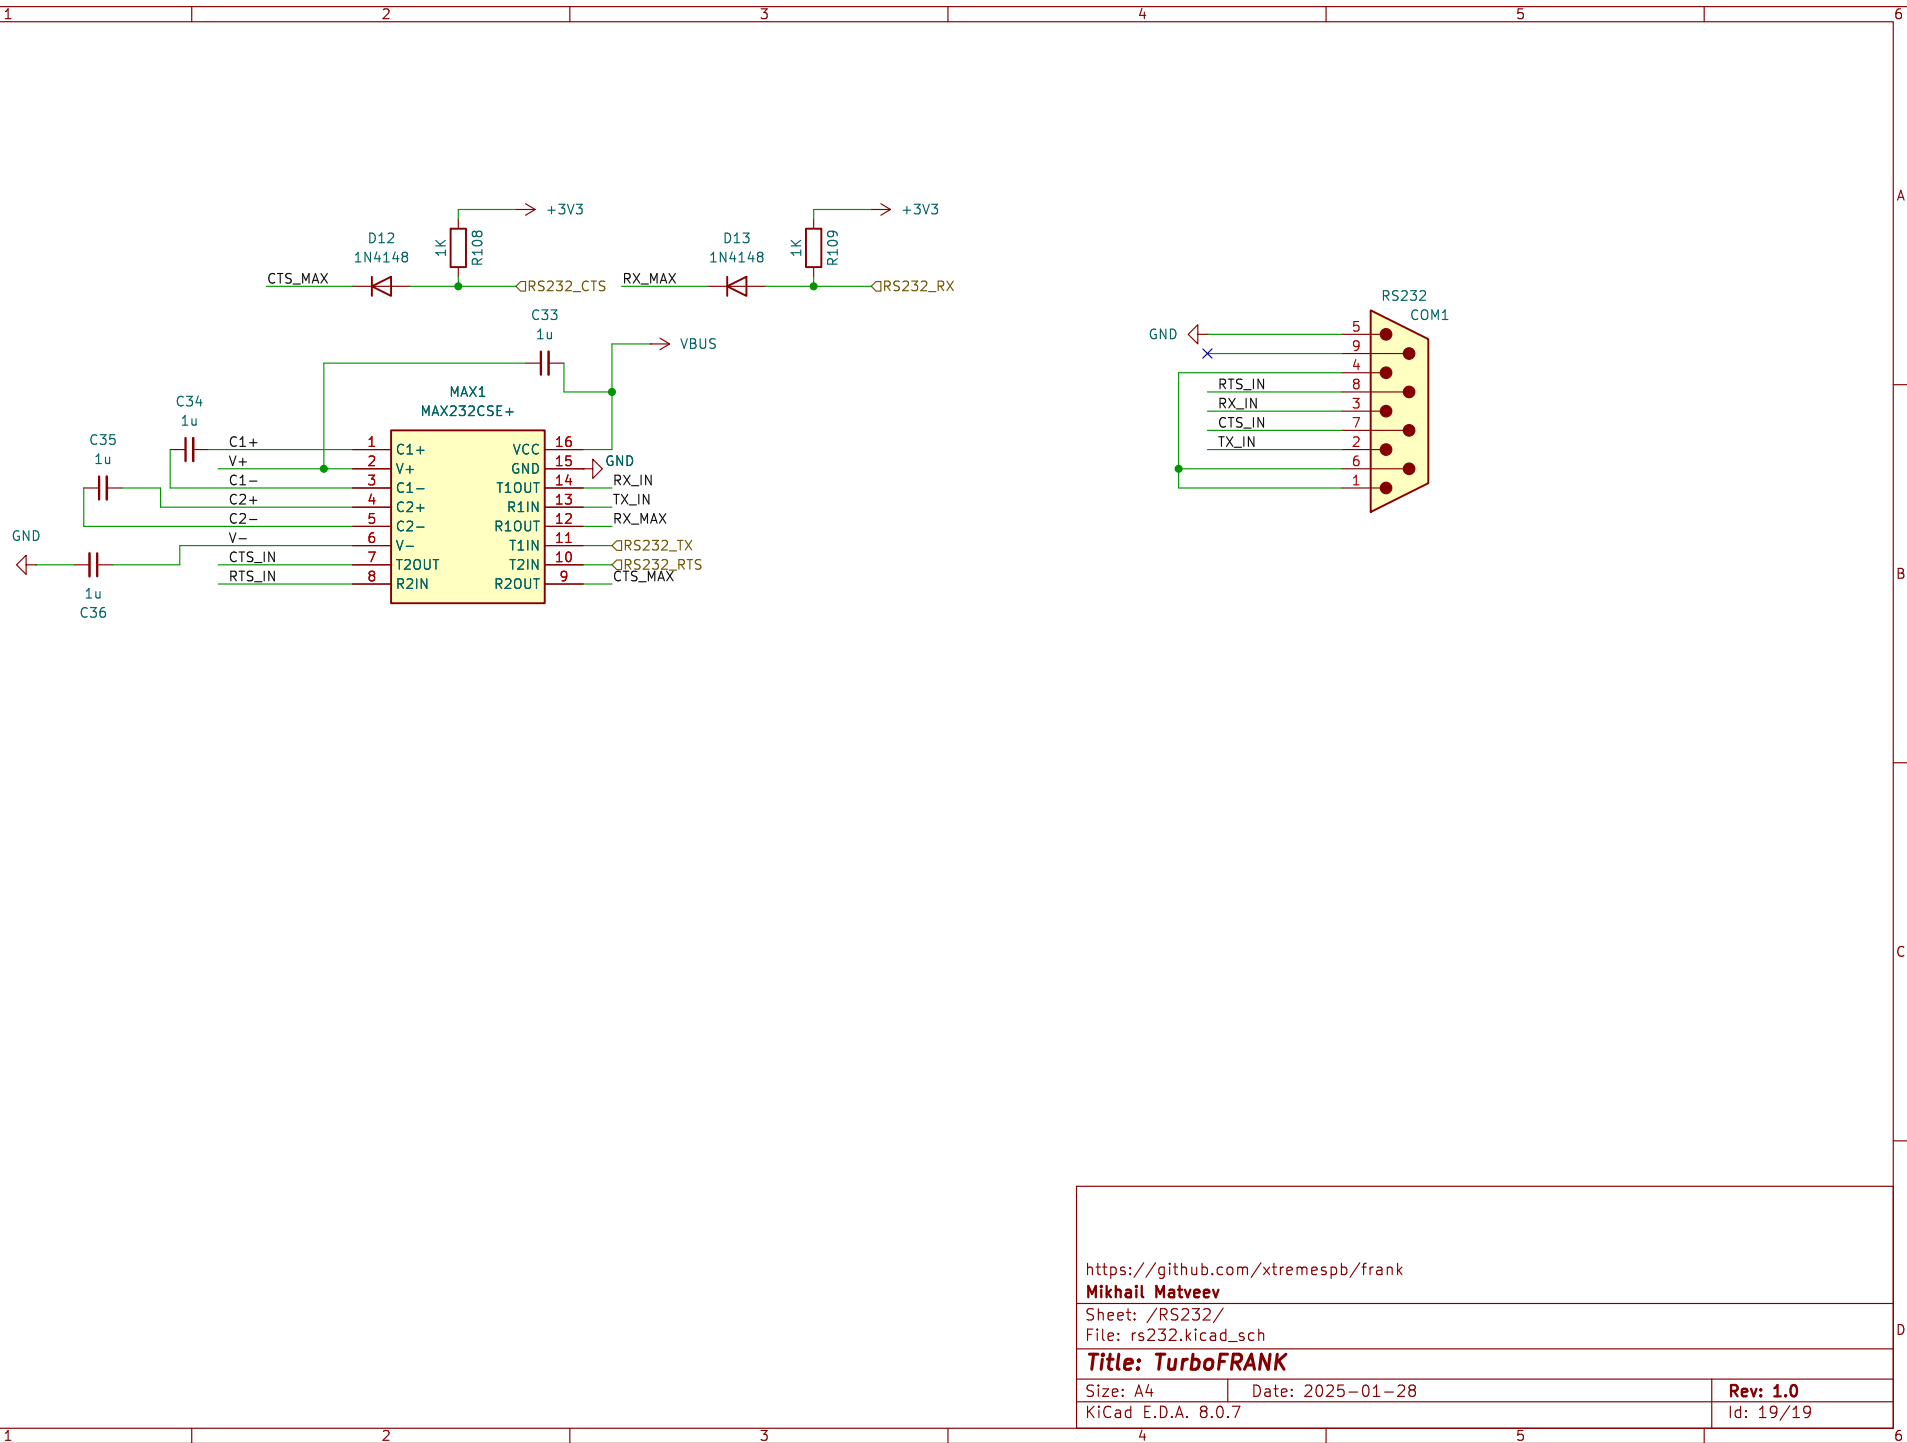 1 2 3 4 5 6
A
+3V3 +3V3
D12
1N4148
1K
R108
D13
1N4148
1K
R109
CTS_MAX
RS232_CTS
RX_MAX
RS232_RX
C33
1u
VBUS
RS232
COM1
GND
5
9
4
8
3
7
2
6
1
RTS_IN
RX_IN
CTS_IN
TX_IN
MAX1
MAX232CSE+
C34
1u
C35
1u
C1+ 1 C1+ VCC 16
V+ 2 V+ GND 15 GND
C1- 3 C1- T1OUT 14 RX_IN
C2+ 4 C2+ R1IN 13 TX_IN
C2- 5 C2- R1OUT 12 RX_MAX
V- 6 V- T1IN 11 RS232_TX
CTS_IN 7 T2OUT T2IN 10 RS232_RTS
RTS_IN 8 R2IN R2OUT 9 CTS_MAX
GND
1u
C36
B
C
https://github.com/xtremespb/frank
Mikhail Matveev
Sheet: /RS232/
File: rs232.kicad_sch
D
Title: TurboFRANK
Size: A4 Date: 2025-01-28 Rev: 1.0
KiCad E.D.A. 8.0.7 Id: 19/19
1 2 3 4 5 6